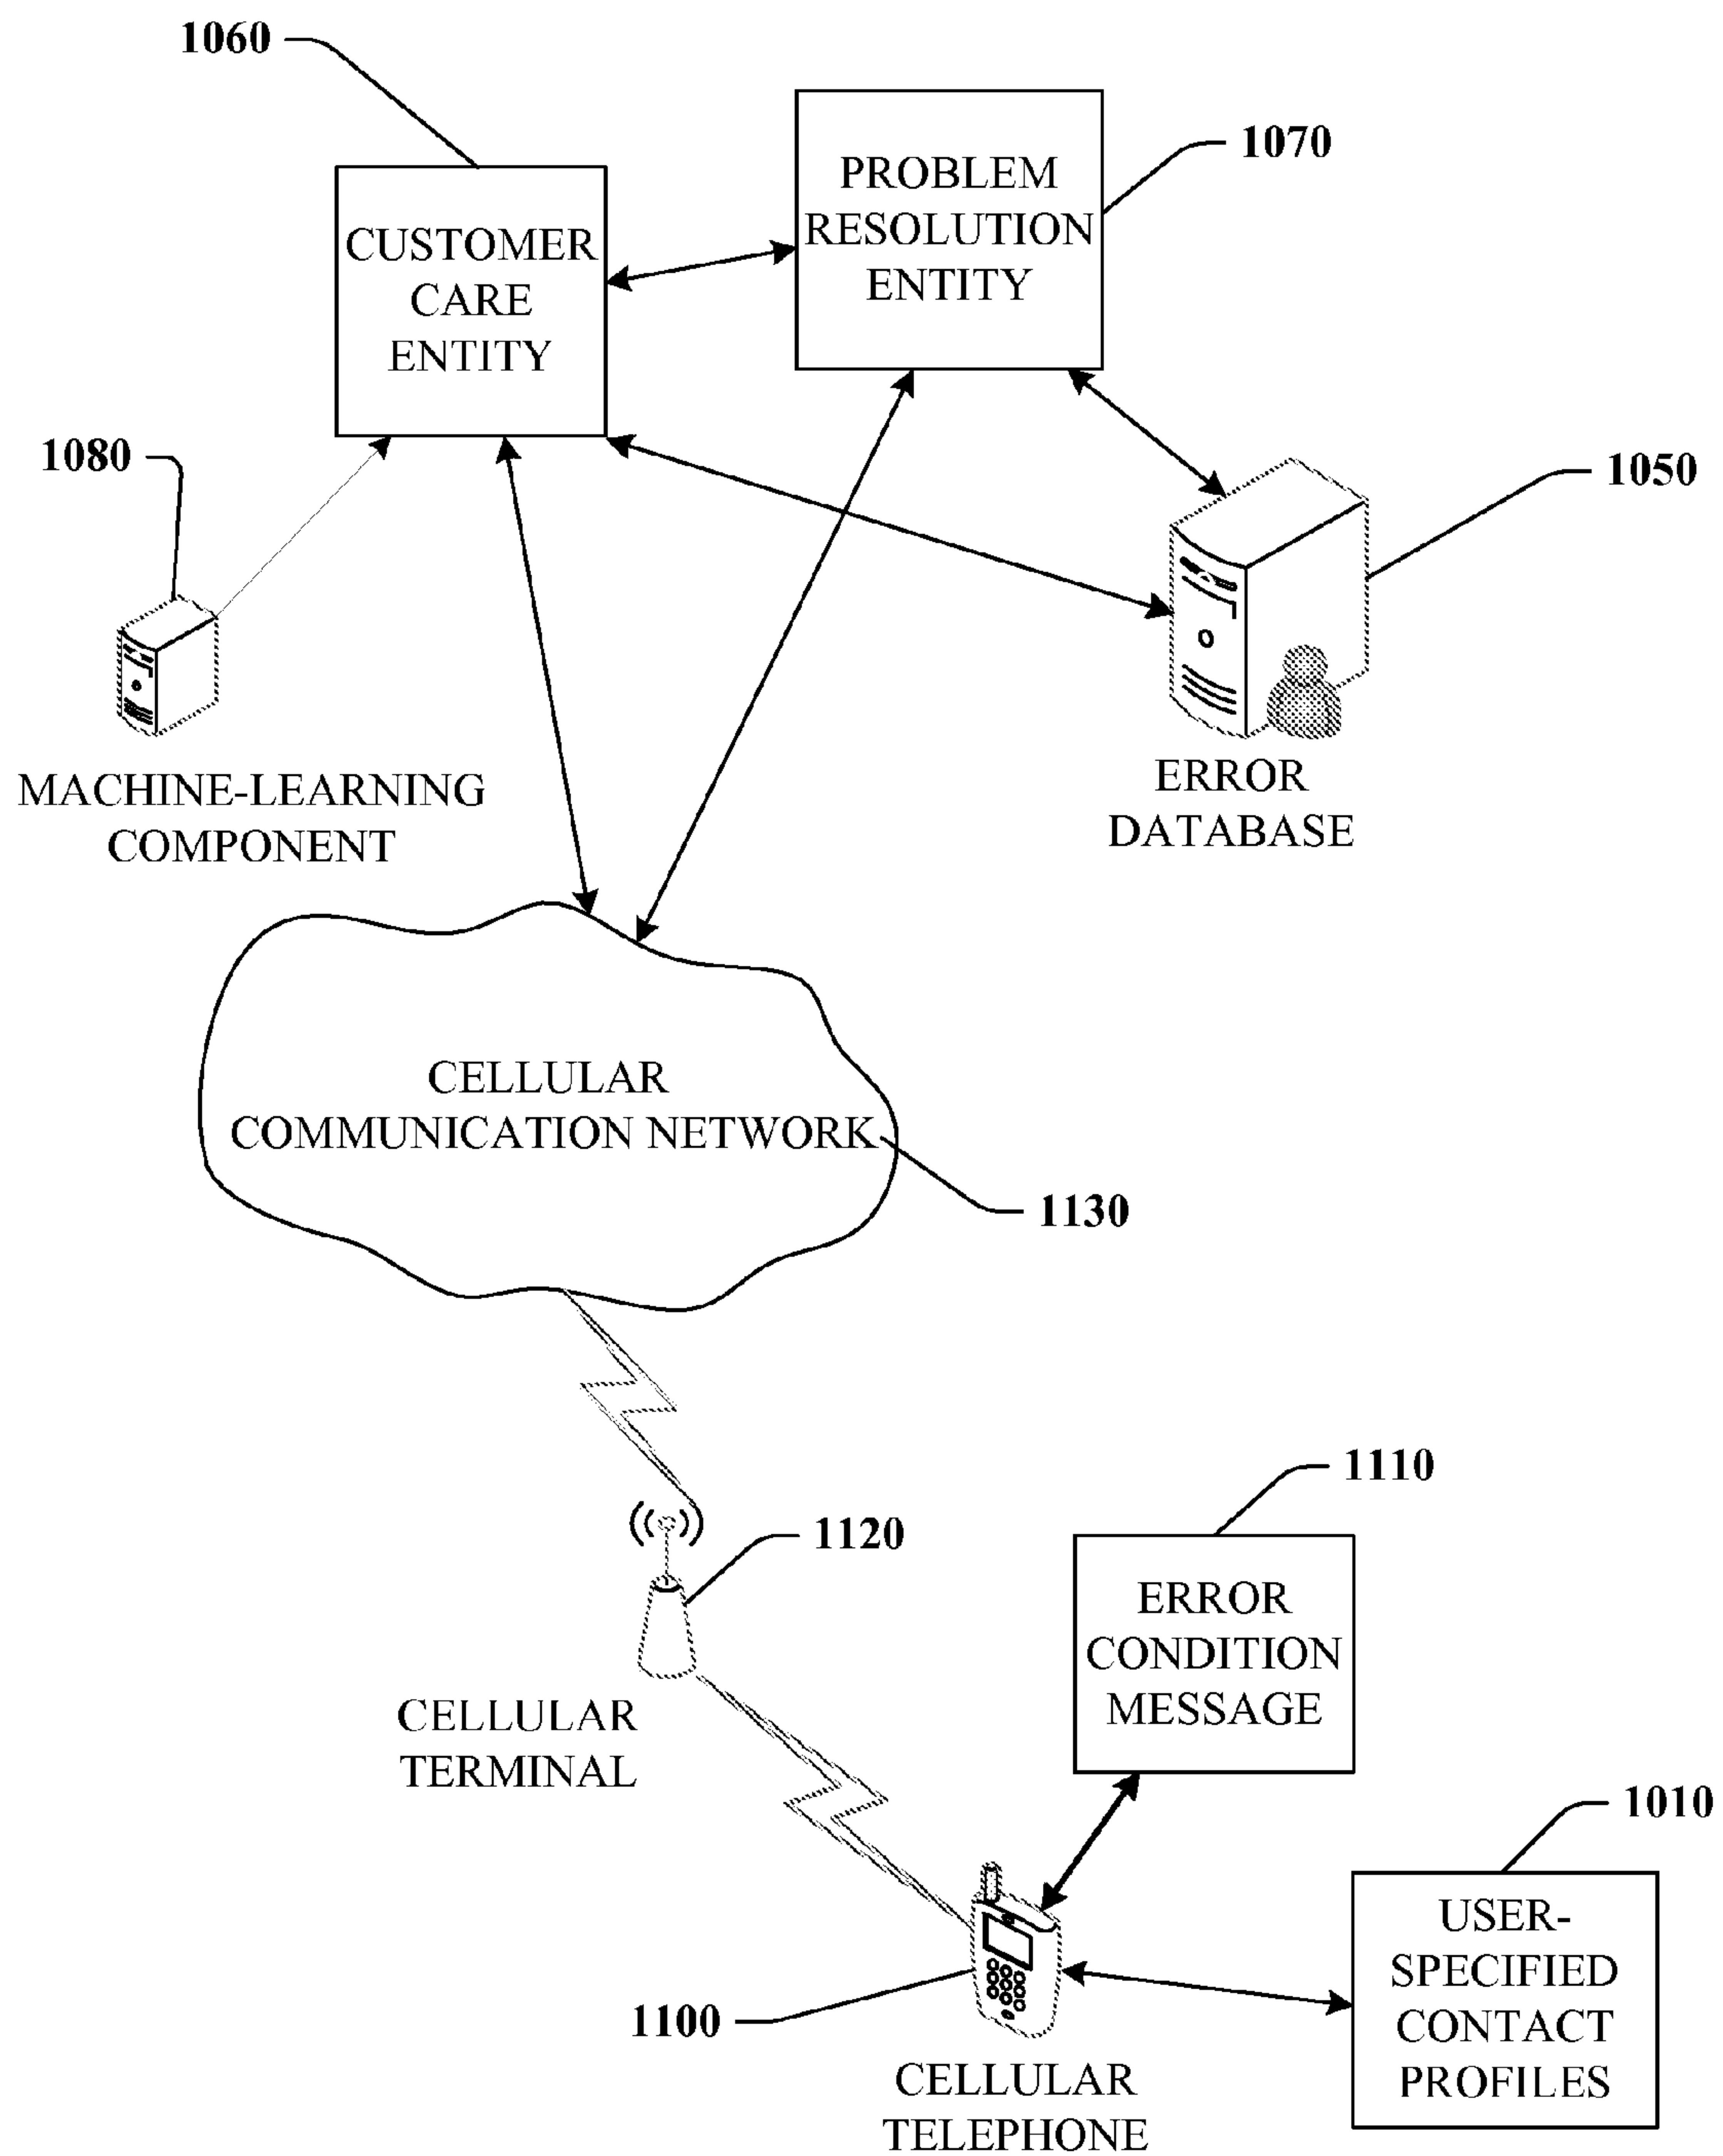 1060
1070
PROBLEM
RESOLUTION
ENTITY
CUSTOMER
CARE
ENTITY
1080
1050
MACHINE-LEARNING
COMPONENT
ERROR
DATABASE
CELLULAR
COMMUNICATION NETWORK
1130
1110
1120
ERROR
CONDITION
MESSAGE
CELLULAR
TERMINAL
1010
USER-
SPECIFIED
CONTACT
PROFILES
1100
CELLULAR
TELEPHONE